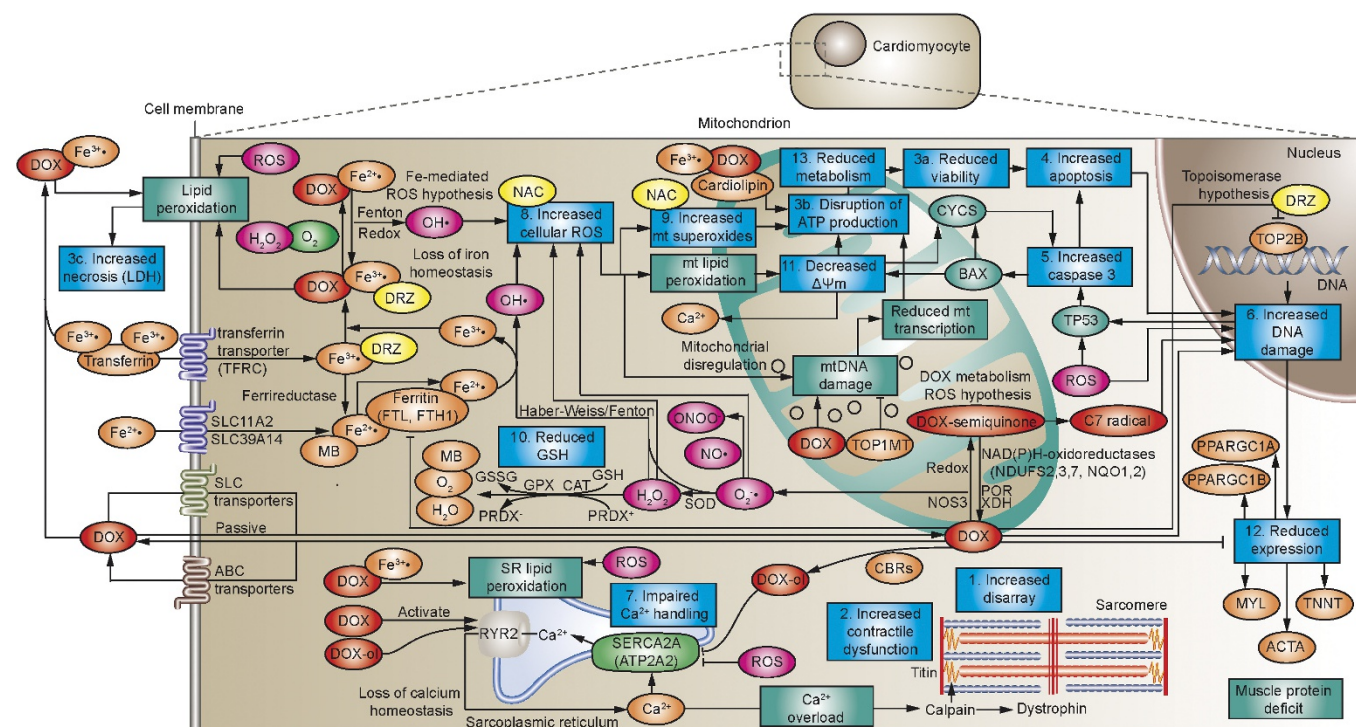 Cardiomyocyte
Cell membrane
Mitochondrion
Nucleus
DOX
Fe³⁺•
ROS
Lipid
peroxidation
3c. Increased
necrosis (LDH)
H₂O₂
O₂
DOX
Fe²⁺•
Fe-mediated
ROS hypothesis
Fenton
Redox
OH•
Loss of iron
homeostasis
DOX
Fe³⁺•
DRZ
NAC
8. Increased
cellular ROS
OH•
Fe³⁺•
DOX
Cardiolipin
NAC
9. Increased
mt superoxides
mt lipid
peroxidation
13. Reduced
metabolism
3a. Reduced
viability
4. Increased
apoptosis
3b. Disruption of
ATP production
CYCS
11. Decreased
ΔΨm
BAX
5. Increased
caspase 3
Ca²⁺
Reduced mt
transcription
TP53
Mitochondrial
disregulation
mtDNA
damage
ROS
Topoisomerase
hypothesis
DRZ
TOP2B
DNA
6. Increased
DNA
damage
Fe³⁺•
Fe³⁺•
Transferrin
transferrin
transporter
(TFRC)
Fe³⁺•
DRZ
Fe³⁺•
Ferrireductase
Fe²⁺•
Ferritin
(FTL, FTH1)
Fe²⁺•
MB
Fe²⁺•
SLC11A2
SLC39A14
SLC
transporters
DOX
Passive
ABC
transporters
Haber-Weiss/Fenton
10. Reduced
GSH
MB
O₂
H₂O
GSSG
GSH
GPX
CAT
PRDX⁻
PRDX⁺
H₂O₂
SOD
O₂⁻•
ONOO⁻
NO•
DOX
TOP1MT
DOX metabolism
ROS hypothesis
DOX-semiquinone
C7 radical
Redox
NAD(P)H-oxidoreductases
(NDUFS2,3,7, NQO1,2)
NOS3
POR
XDH
DOX
PPARGC1A
PPARGC1B
12. Reduced
expression
MYL
TNNT
ACTA
Muscle protein
deficit
DOX
Fe³⁺•
SR lipid
peroxidation
ROS
DOX
Activate
DOX-ol
RYR2
Ca²⁺
7. Impaired
Ca²⁺ handling
SERCA2A
(ATP2A2)
DOX-ol
CBRs
ROS
Loss of calcium
homeostasis
Sarcoplasmic reticulum
Ca²⁺
Ca²⁺
overload
1. Increased
disarray
2. Increased
contractile
dysfunction
Sarcomere
Titin
Calpain
Dystrophin